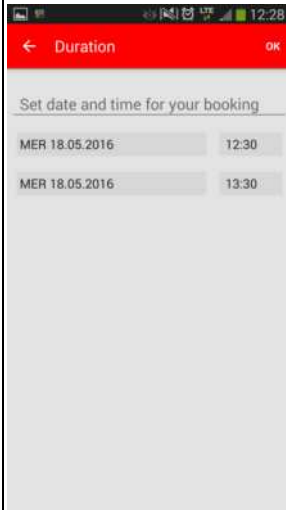 LTE 12:28
← Duration OK
Set date and time for your booking
MER 18.05.2016 12:30
MER 18.05.2016 13:30